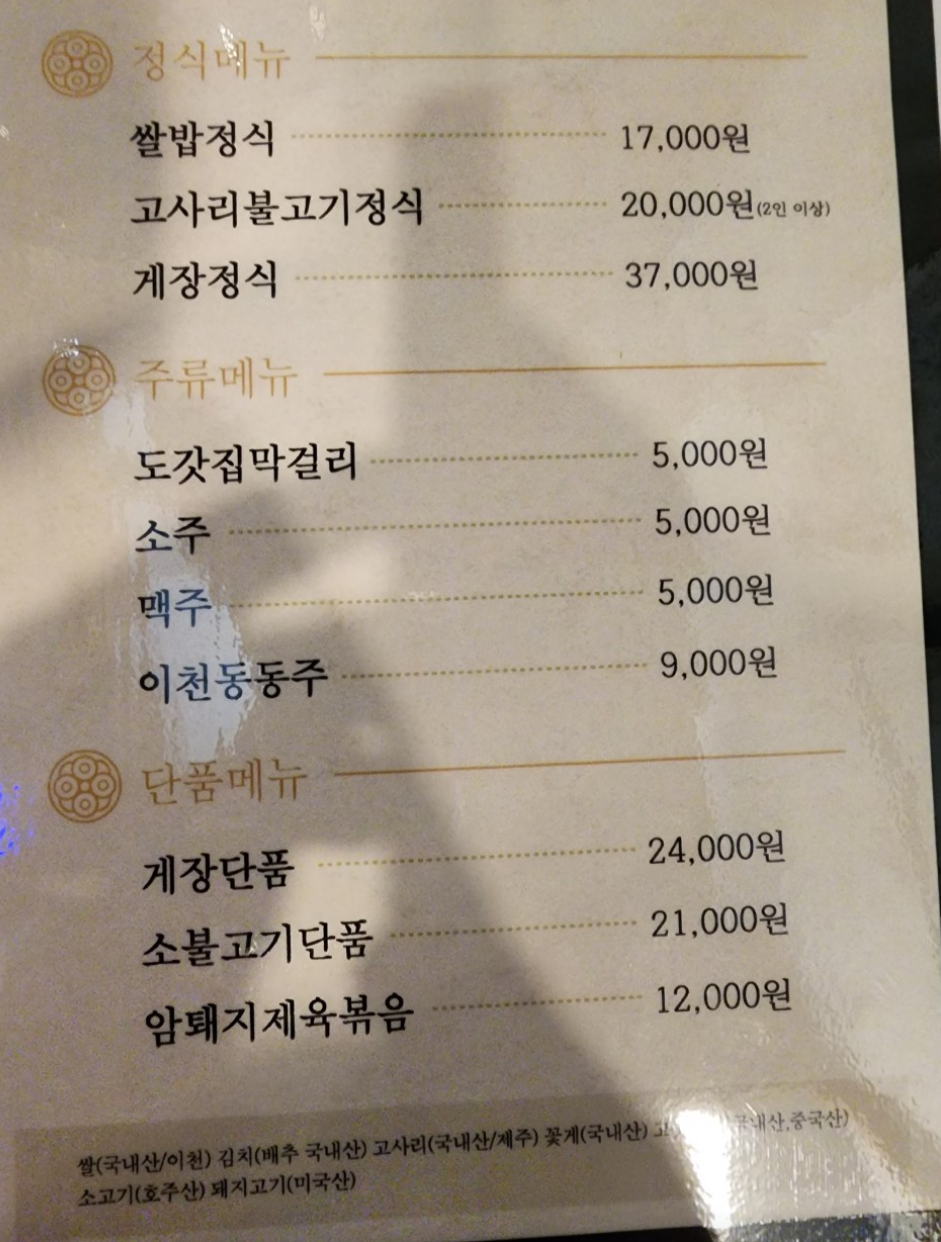 정식메뉴
쌀밥정식 17,000원
고사리불고기정식 20,000원(2인 이상)
게장정식 37,000원
주류메뉴
도갓집막걸리 5,000원
소주 5,000원
맥주 5,000원
이천동동주 9,000원
단품메뉴
게장단품 24,000원
소불고기단품 21,000원
암퇘지제육볶음 12,000원
쌀(국내산/이천) 김치(배추 국내산) 고사리(국내산/제주) 꽃게(국내산) 국내산,중국산)
소고기(호주산) 돼지고기(미국산)